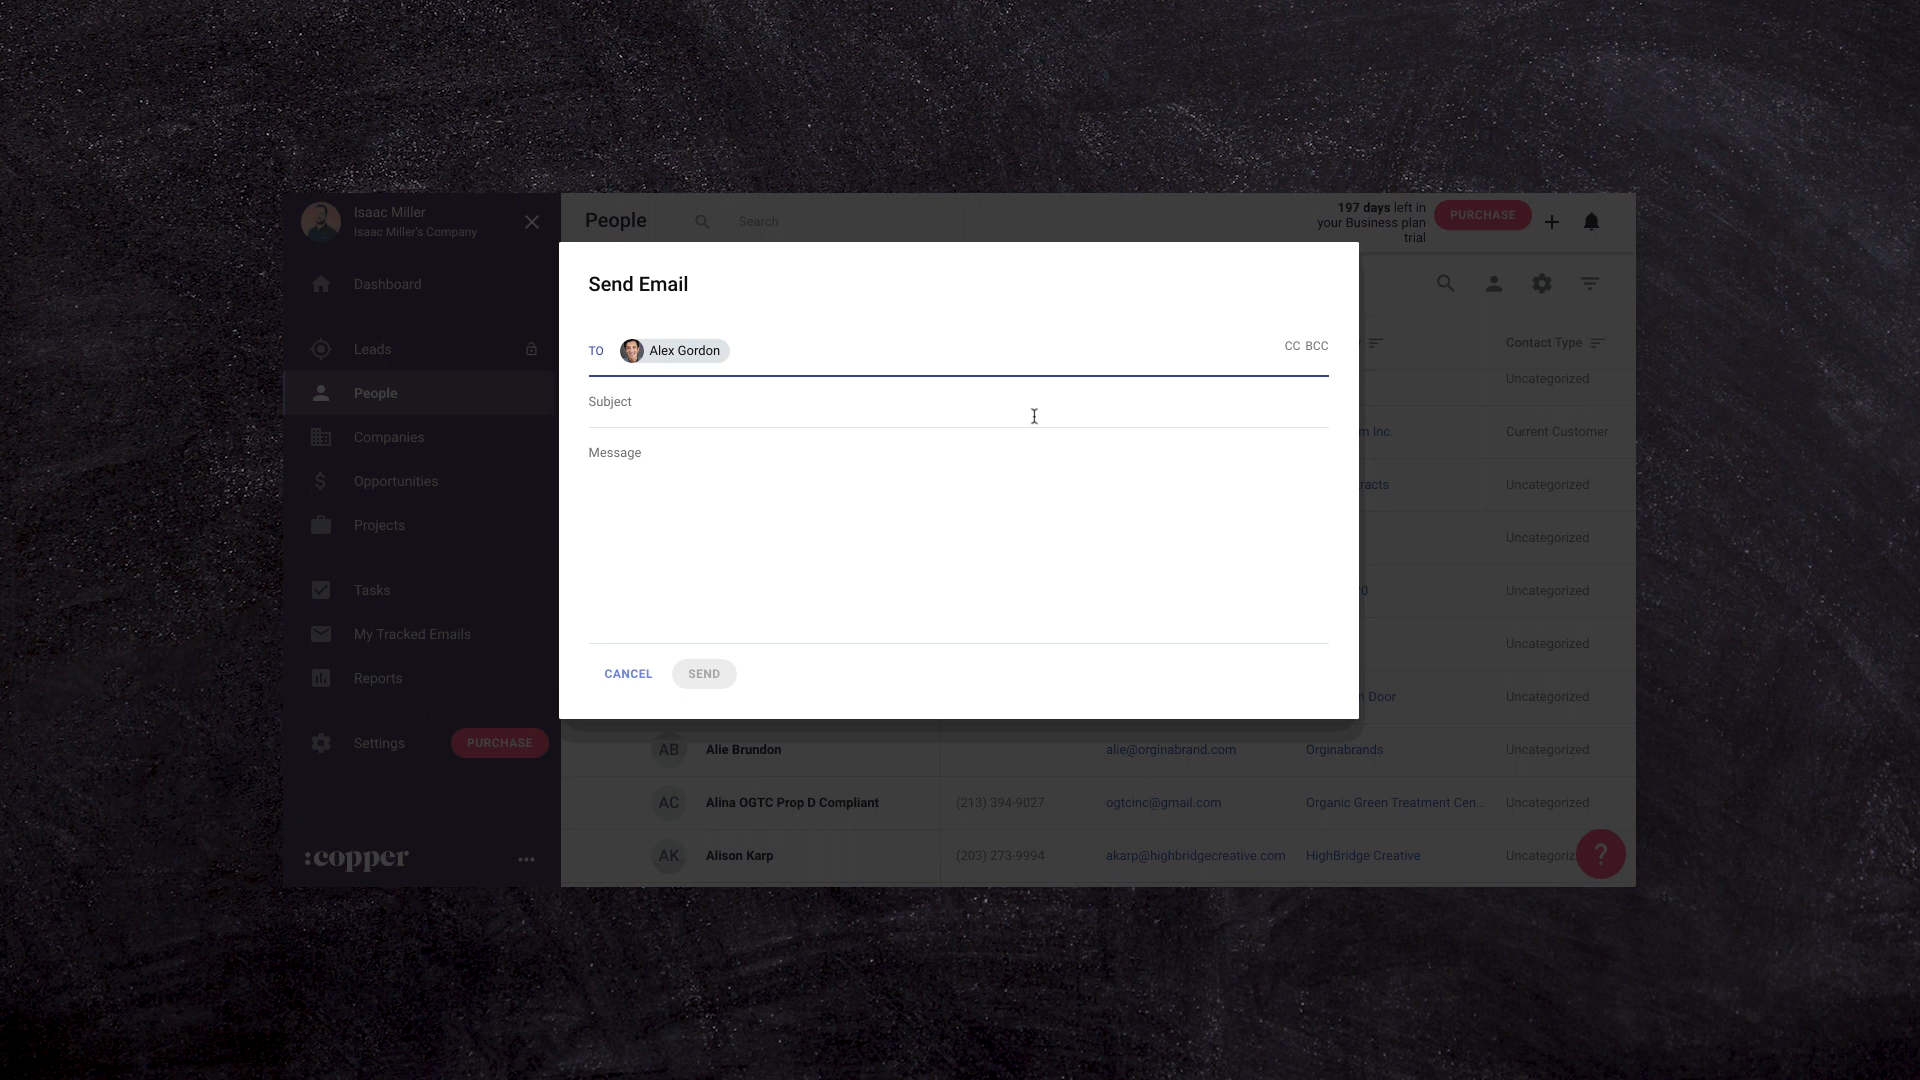 Isaac Miller
Isaac Miller's Company
Dashboard
Leads
People
Companies
Opportunities
Projects
Tasks
My Tracked Emails
Reports
Settings
PURCHASE
:copper
People
Search
197 days left in
your Business plan
trial
PURCHASE
Send Email
TO
Alex Gordon
CC BCC
Subject
Message
CANCEL
SEND
Contact Type
Uncategorized
Inc.
Current Customer
Uncategorized
Uncategorized
Uncategorized
Uncategorized
Door
Uncategorized
AB
Alie Brundon
alie@orginabrand.com
Orginabrands
Uncategorized
AC
Alina OGTC Prop D Compliant
(213) 394-9027
ogtcinc@gmail.com
Organic Green Treatment Cen...
Uncategorized
AK
Alison Karp
(203) 273-9994
akarp@highbridgecreative.com
HighBridge Creative
Uncategoriz
?